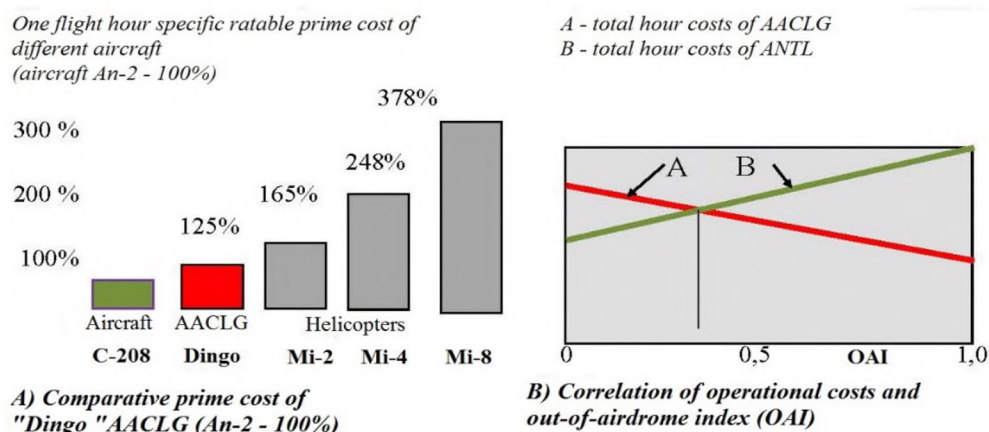 One flight hour specific ratable prime cost of
different aircraft
(aircraft An-2 - 100%)
378%
300 %
248%
200 %
165%
125%
100%
Aircraft AACLG Helicopters
C-208 Dingo Mi-2 Mi-4 Mi-8
A) Comparative prime cost of
"Dingo "AACLG (An-2 - 100%)
A - total hour costs of AACLG
B - total hour costs of ANTL
A B
0 0,5 OAI 1,0
B) Correlation of operational costs and
out-of-airdrome index (OAI)